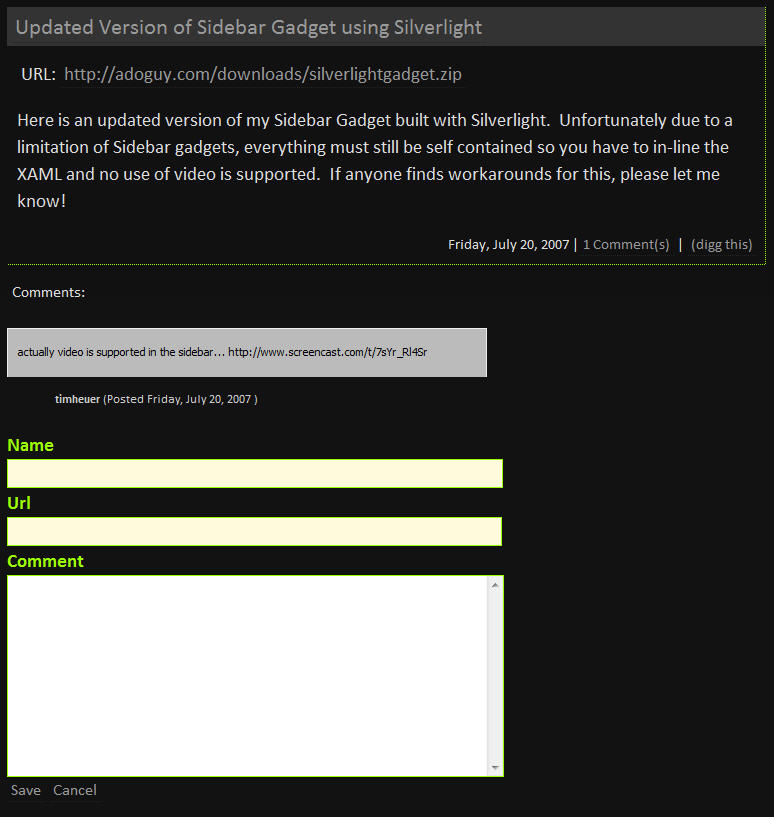 Updated Version of Sidebar Gadget using Silverlight
URL: http://adoguy.com/downloads/silverlightgadget.zip
Here is an updated version of my Sidebar Gadget built with Silverlight.  Unfortunately due to a
limitation of Sidebar gadgets, everything must still be self contained so you have to in-line the
XAML and no use of video is supported.  If anyone finds workarounds for this, please let me
know!
Friday, July 20, 2007 | 1 Comment(s) | (digg this)
Comments:
actually video is supported in the sidebar... http://www.screencast.com/t/7sYr_Rl4Sr
timheuer (Posted Friday, July 20, 2007 )
Name
Url
Comment
Save Cancel